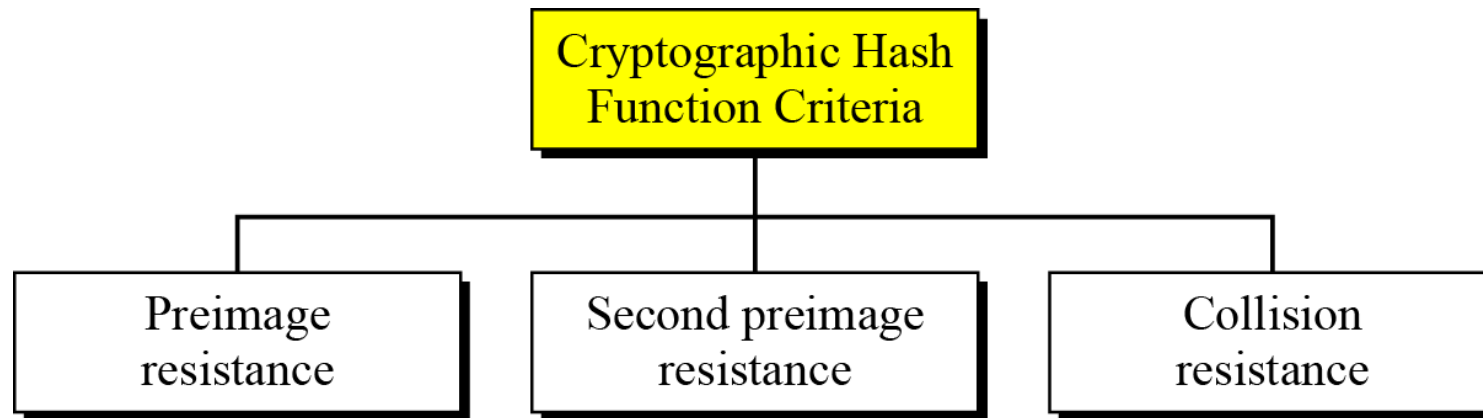 Cryptographic Hash
Function Criteria
Preimage
resistance
Second preimage
resistance
Collision
resistance